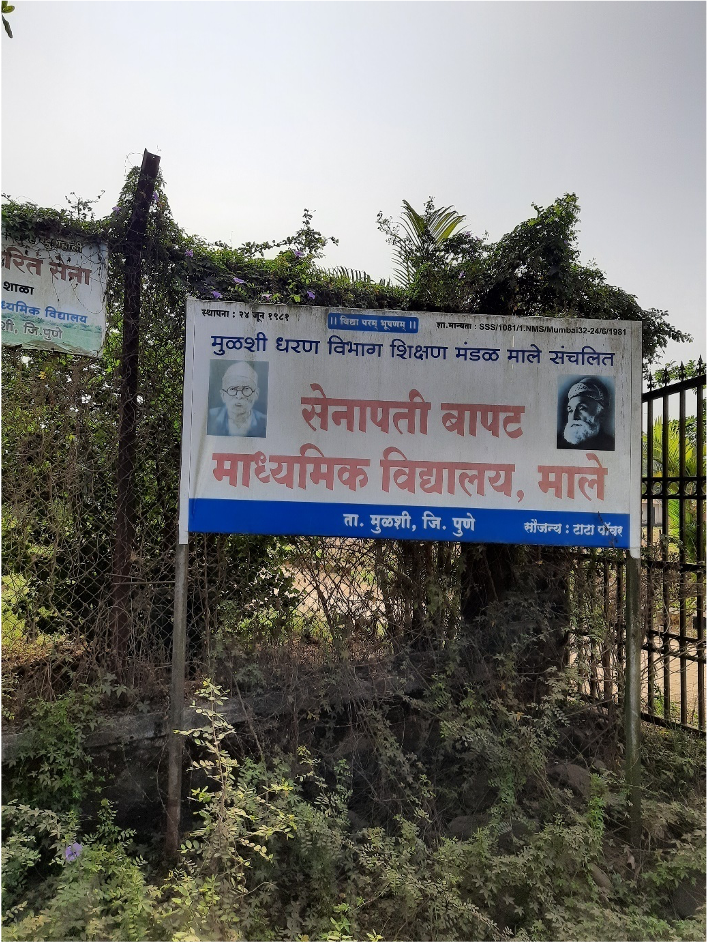 रित सेना
शाळा
ध्यमिक विद्यालय
शी, जि.पुणे
स्थापना : २४ जून १९८१
।। विद्या परम् भूषणम् ।।
शा.मान्यता : SSS/1081/1.NMS/Mumbai32-24/6/1981
मुळशी धरण विभाग शिक्षण मंडळ माले संचलित
सेनापती बापट
माध्यमिक विद्यालय, माले
ता. मुळशी, जि. पुणे
सौजन्य : टाटा पॉवर